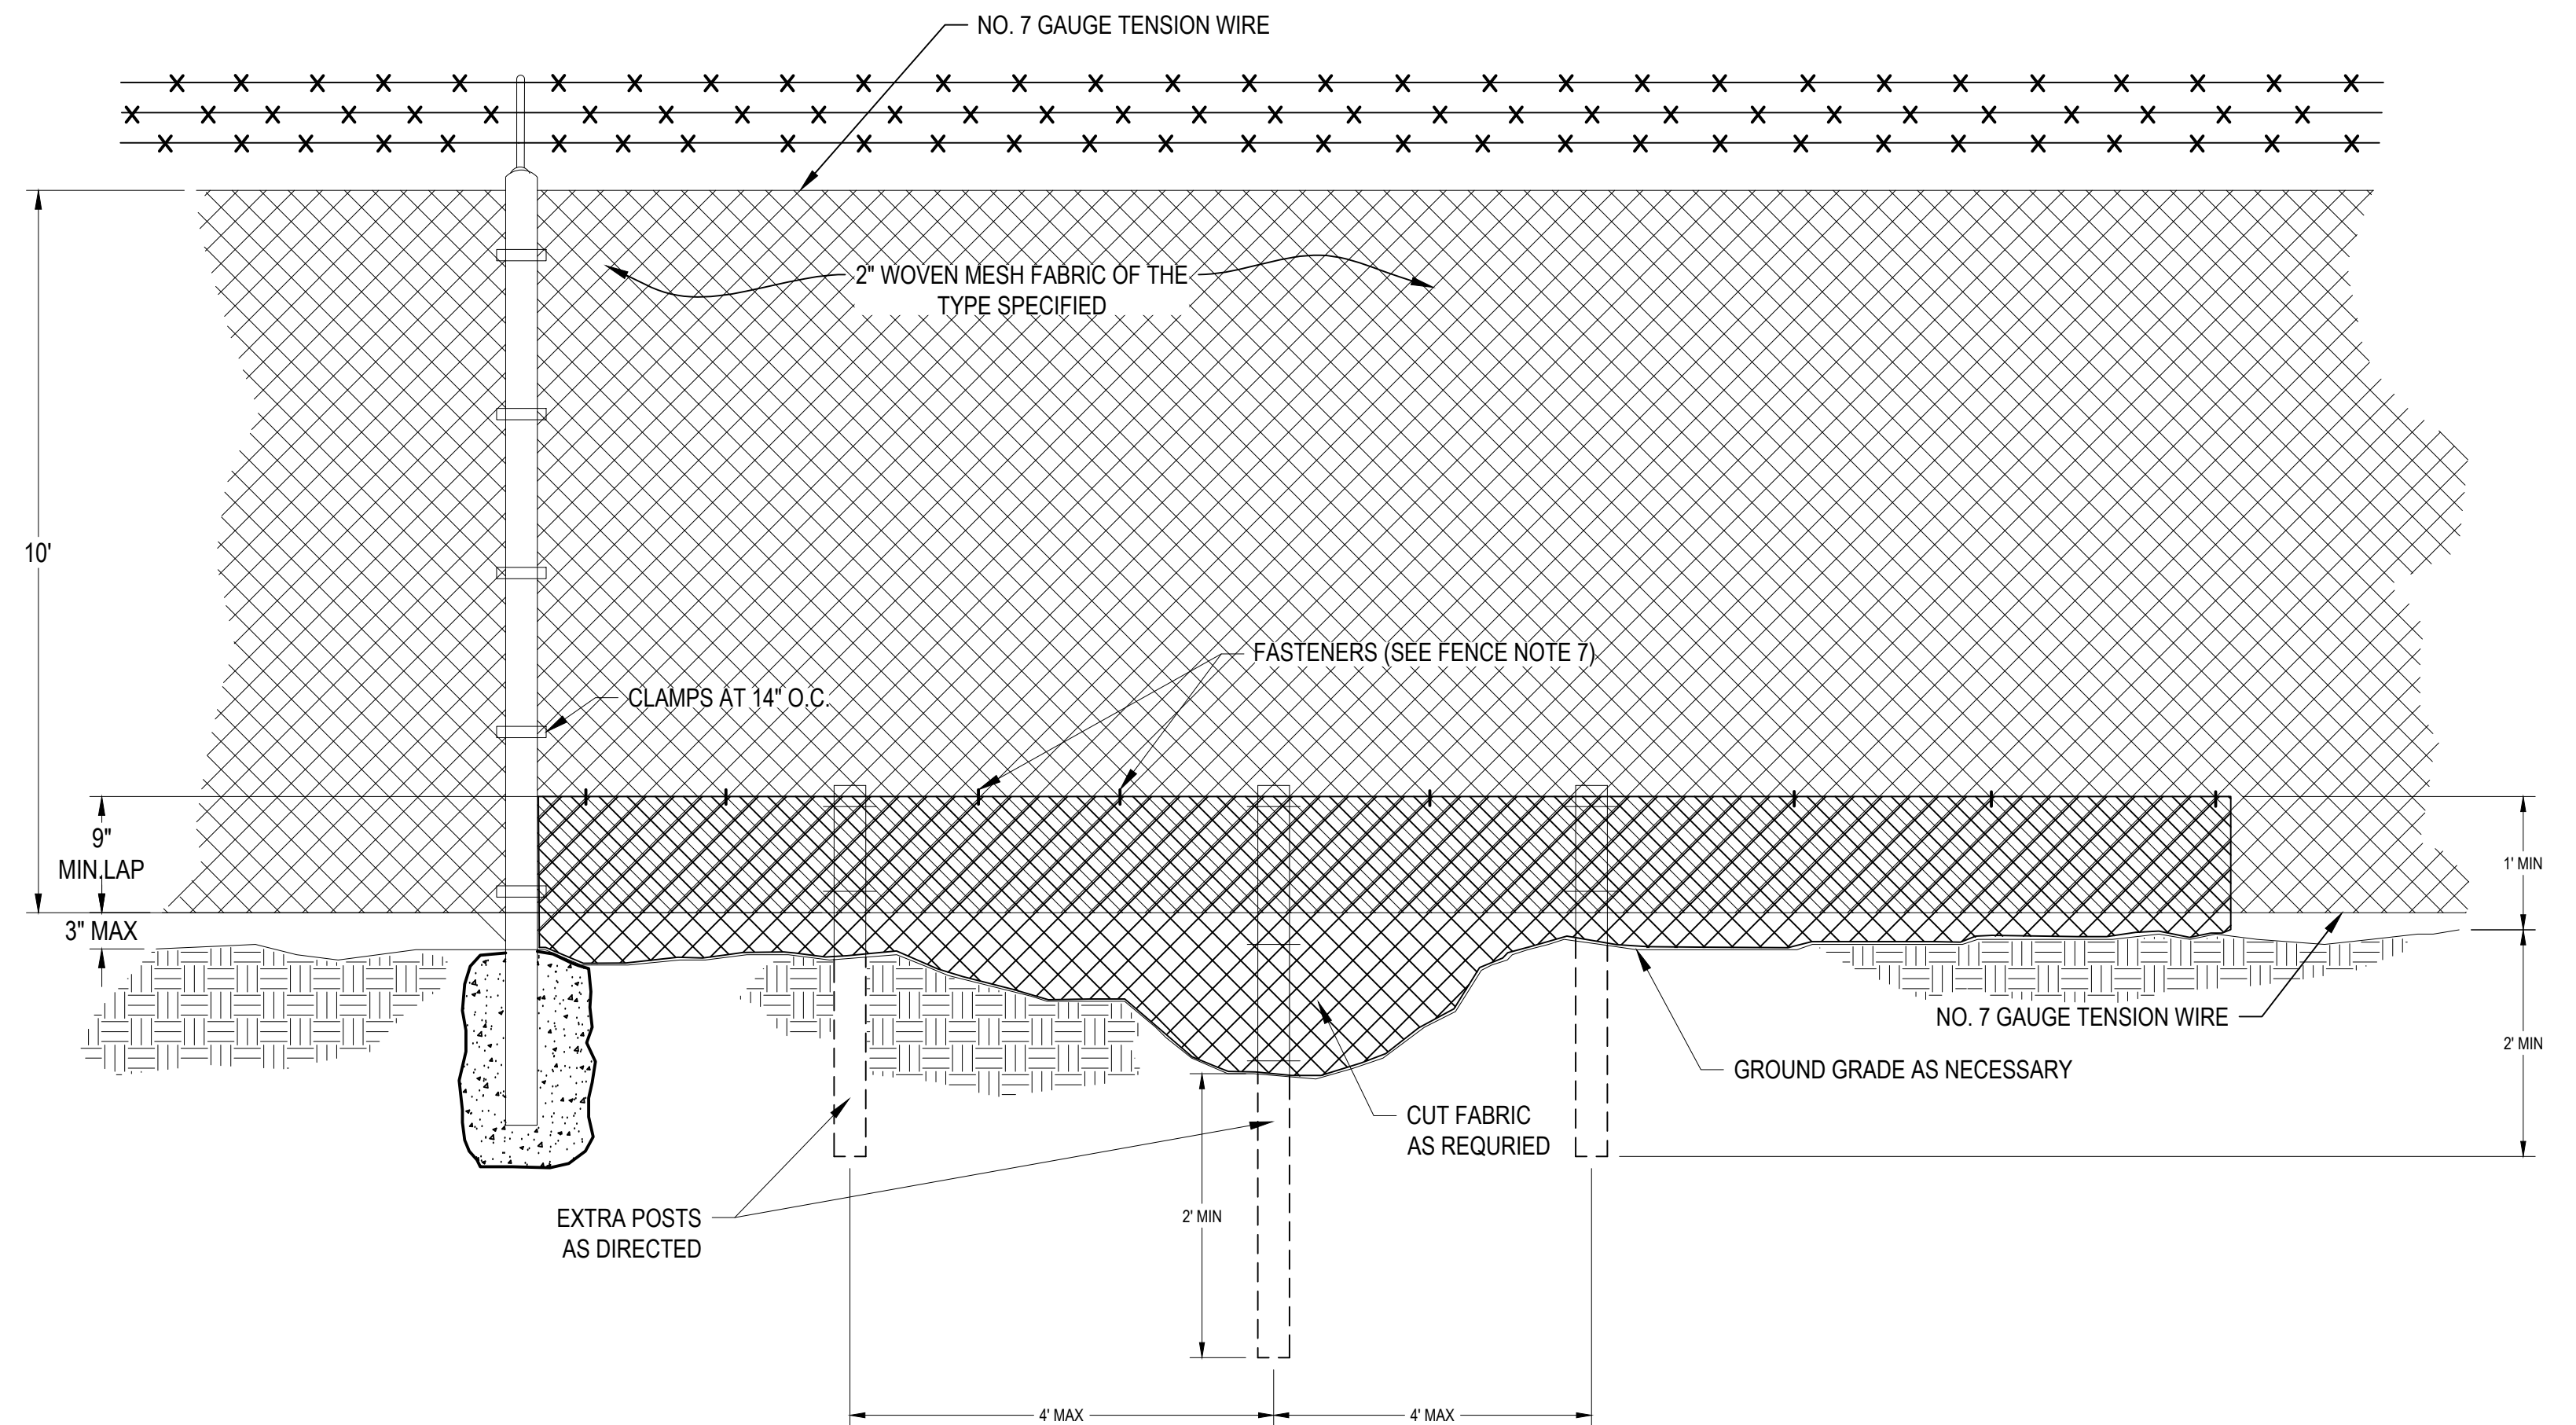 NO. 7 GAUGE TENSION WIRE
2" WOVEN MESH FABRIC OF THE
TYPE SPECIFIED
10'
FASTENERS (SEE FENCE NOTE 7)
CLAMPS AT 14" O.C.
9"
MIN.LAP
3" MAX
1' MIN
NO. 7 GAUGE TENSION WIRE
2' MIN
GROUND GRADE AS NECESSARY
CUT FABRIC
AS REQURIED
EXTRA POSTS
AS DIRECTED
2' MIN
4' MAX
4' MAX